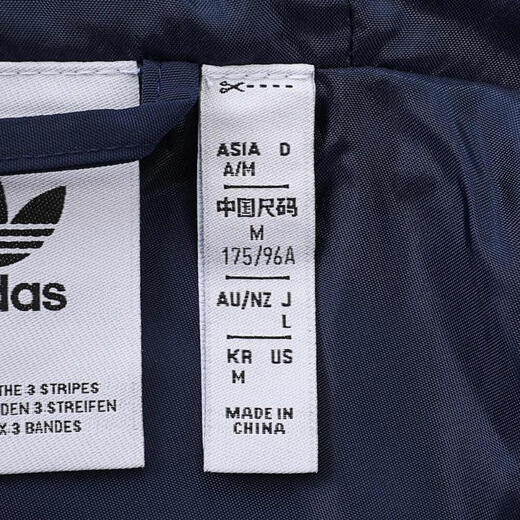 das
THE 3 STRIPES
DEN 3 STREIFEN
X 3 BANDES
ASIA D
A/M
中国尺码
M
175/96A
AU/NZ J
L
KR US
M
MADE IN
CHINA